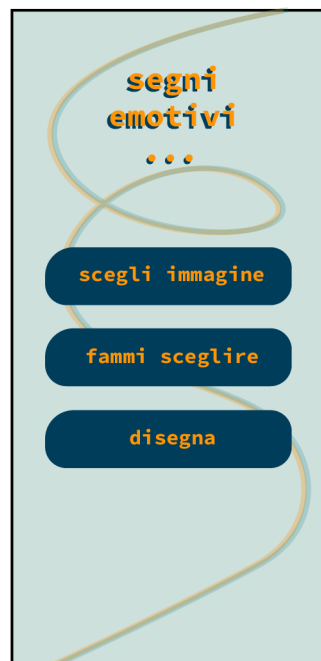 segni
emotivi
...
scegli immagine
fammi sceglire
disegna